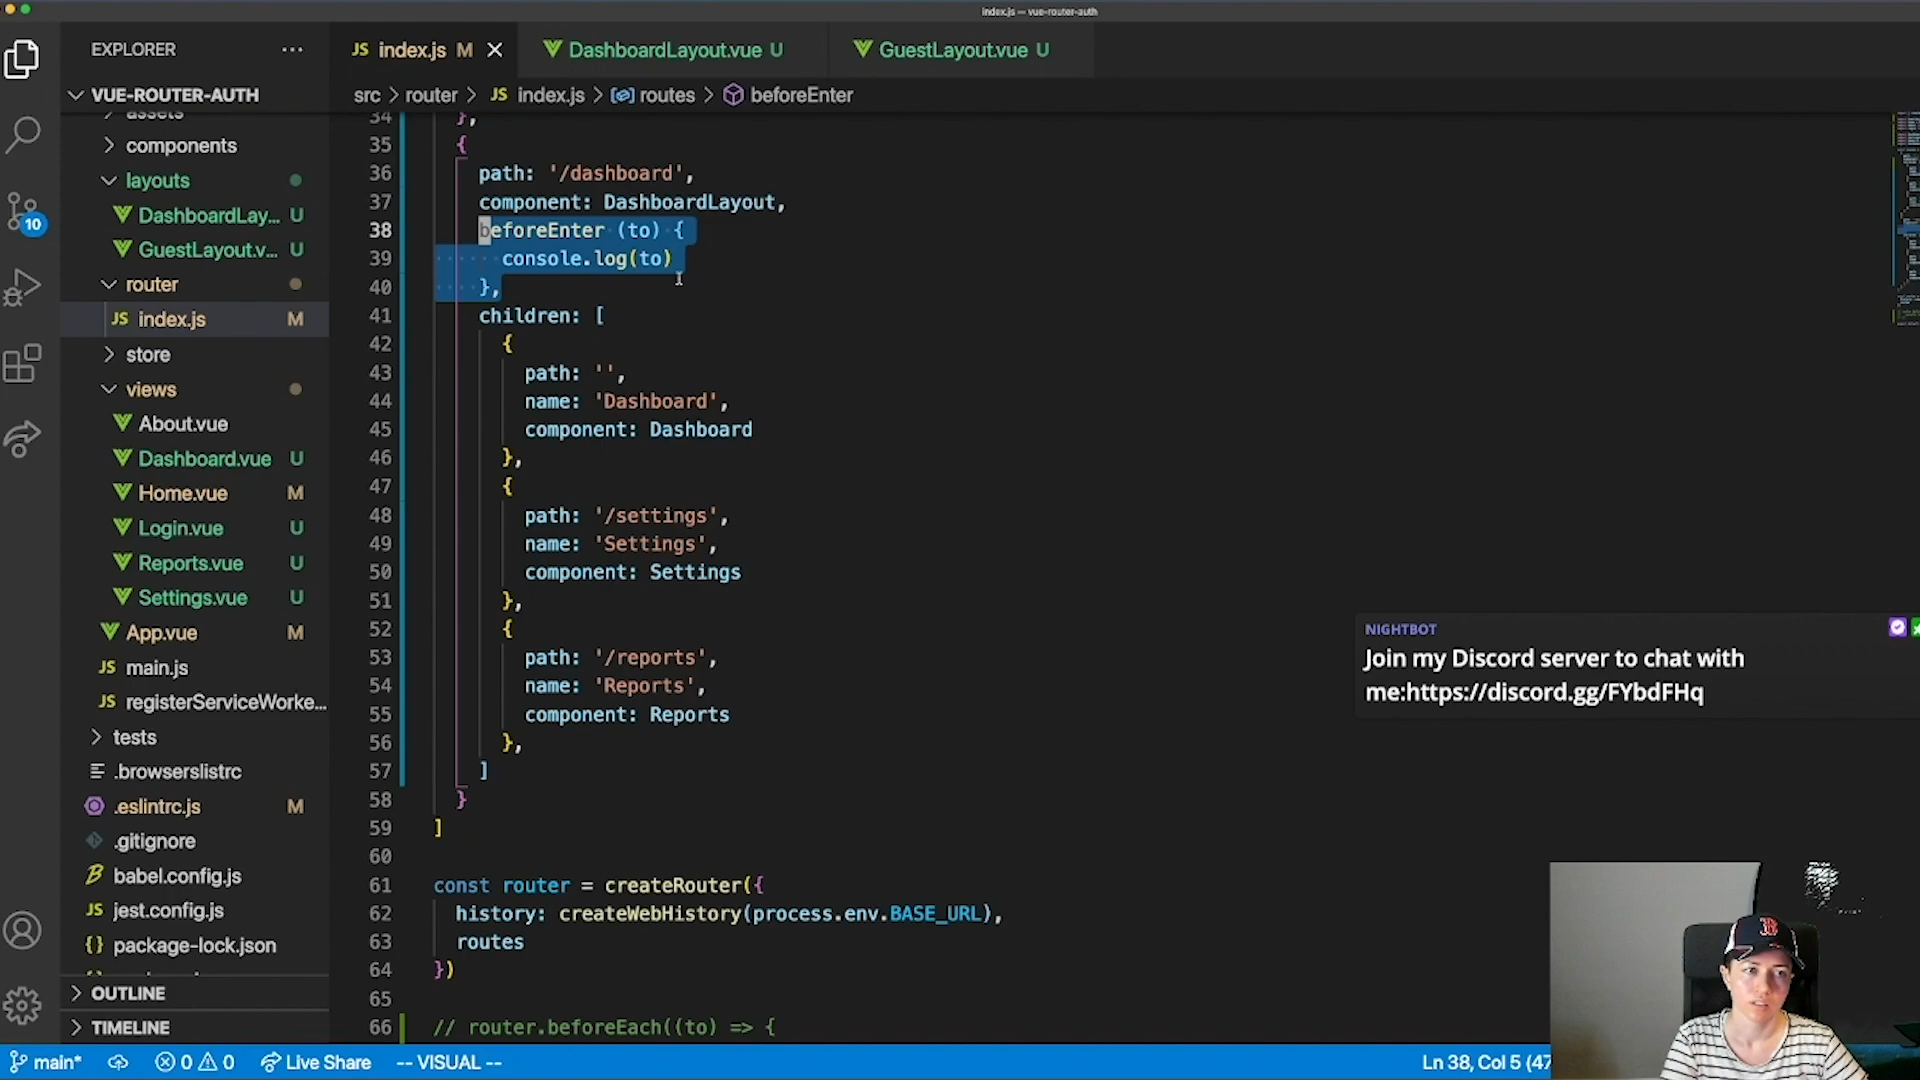 index.js — vue-router-auth
EXPLORER
JS index.js M
DashboardLayout.vue U
GuestLayout.vue U
VUE-ROUTER-AUTH
src > router > JS index.js > routes > beforeEnter
assets
components
layouts
DashboardLay... U
GuestLayout.v... U
10
router
JS index.js M
store
views
About.vue
Dashboard.vue U
Home.vue M
Login.vue U
Reports.vue U
Settings.vue U
App.vue M
JS main.js
JS registerServiceWorke...
tests
.browserslistrc
.eslintrc.js M
.gitignore
babel.config.js
JS jest.config.js
{} package-lock.json
OUTLINE
TIMELINE
34 },
35 {
36 path: '/dashboard',
37 component: DashboardLayout,
38 beforeEnter (to) {
39 console.log(to)
40 },
41 children: [
42 {
43 path: '',
44 name: 'Dashboard',
45 component: Dashboard
46 },
47 {
48 path: '/settings',
49 name: 'Settings',
50 component: Settings
51 },
52 {
53 path: '/reports',
54 name: 'Reports',
55 component: Reports
56 },
57 ]
58 }
59 ]
60
61 const router = createRouter({
62 history: createWebHistory(process.env.BASE_URL),
63 routes
64 })
65
66 // router.beforeEach((to) => {
NIGHTBOT
Join my Discord server to chat with
me:https://discord.gg/FYbdFHq
main* 0 0 Live Share -- VISUAL -- Ln 38, Col 5 (47